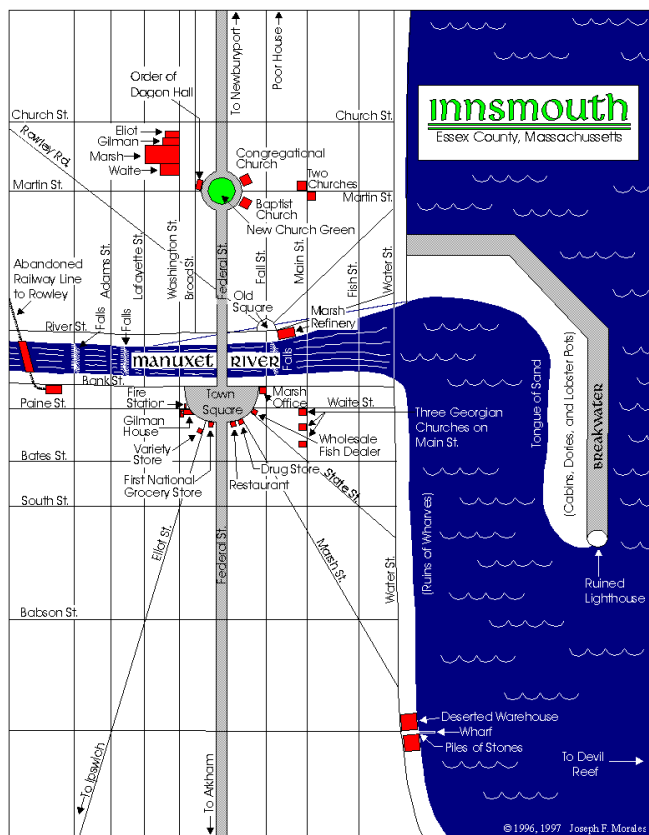 To Newburyport
Poor House
Order of
Dagon Hall
INNSMOUTH
Essex County, Massachusetts
Church St.
Church St.
Rowley Rd.
Eliot
Gilman
Marsh
Waite
Congregational
Church
Two
Churches
Martin St.
Martin St.
Baptist
Church
New Church Green
Abandoned
Railway Line
to Rowley
Adams St.
Lafayette St.
Washington St.
Broad St.
Federal St.
Fall St.
Main St.
Fish St.
Water St.
Old
Square
Marsh
Refinery
River St.
Falls
Falls
MANUXET RIVER
Falls
Bank St.
Paine St.
Fire
Station
Town
Square
Marsh
Office
Waite St.
Three Georgian
Churches on
Main St.
Gilman
House
Wholesale
Fish Dealer
Variety
Store
Bates St.
Drug Store
First National
Grocery Store
Restaurant
State St.
Tongue of Sand
(Cabins, Dories, and Lobster Pots)
BREAKWATER
South St.
Eliot St.
Federal St.
Marsh St.
Water St.
(Ruins of Wharves)
Ruined
Lighthouse
Babson St.
Deserted Warehouse
Wharf
Piles of Stones
To Ipswich
To Arkham
To Devil
Reef
© 1996, 1997 Joseph F. Morales